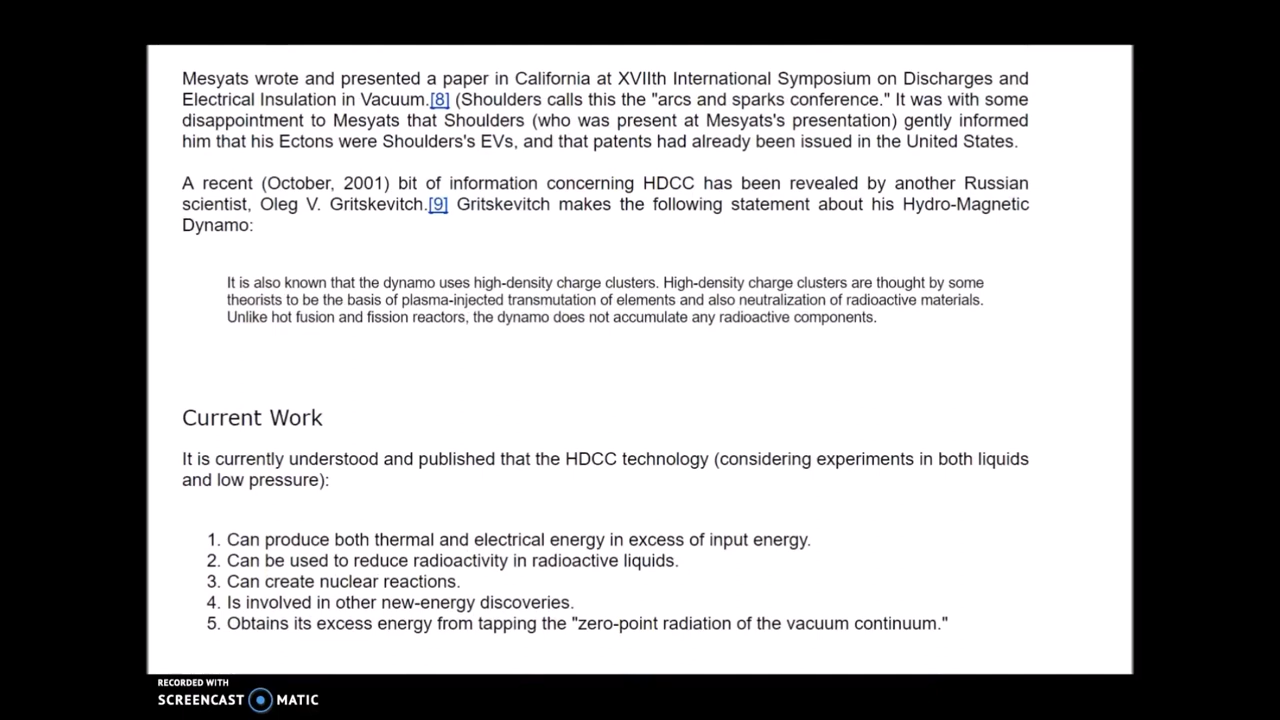 Mesyats wrote and presented a paper in California at XVIIth International Symposium on Discharges and
Electrical Insulation in Vacuum.[8] (Shoulders calls this the "arcs and sparks conference." It was with some
disappointment to Mesyats that Shoulders (who was present at Mesyats's presentation) gently informed
him that his Ectons were Shoulders's EVs, and that patents had already been issued in the United States.
A recent (October, 2001) bit of information concerning HDCC has been revealed by another Russian
scientist, Oleg V. Gritskevitch.[9] Gritskevitch makes the following statement about his Hydro-Magnetic
Dynamo:
It is also known that the dynamo uses high-density charge clusters. High-density charge clusters are thought by some
theorists to be the basis of plasma-injected transmutation of elements and also neutralization of radioactive materials.
Unlike hot fusion and fission reactors, the dynamo does not accumulate any radioactive components.
Current Work
It is currently understood and published that the HDCC technology (considering experiments in both liquids
and low pressure):
1. Can produce both thermal and electrical energy in excess of input energy.
2. Can be used to reduce radioactivity in radioactive liquids.
3. Can create nuclear reactions.
4. Is involved in other new-energy discoveries.
5. Obtains its excess energy from tapping the "zero-point radiation of the vacuum continuum."
RECORDED WITH
SCREENCAST MATIC